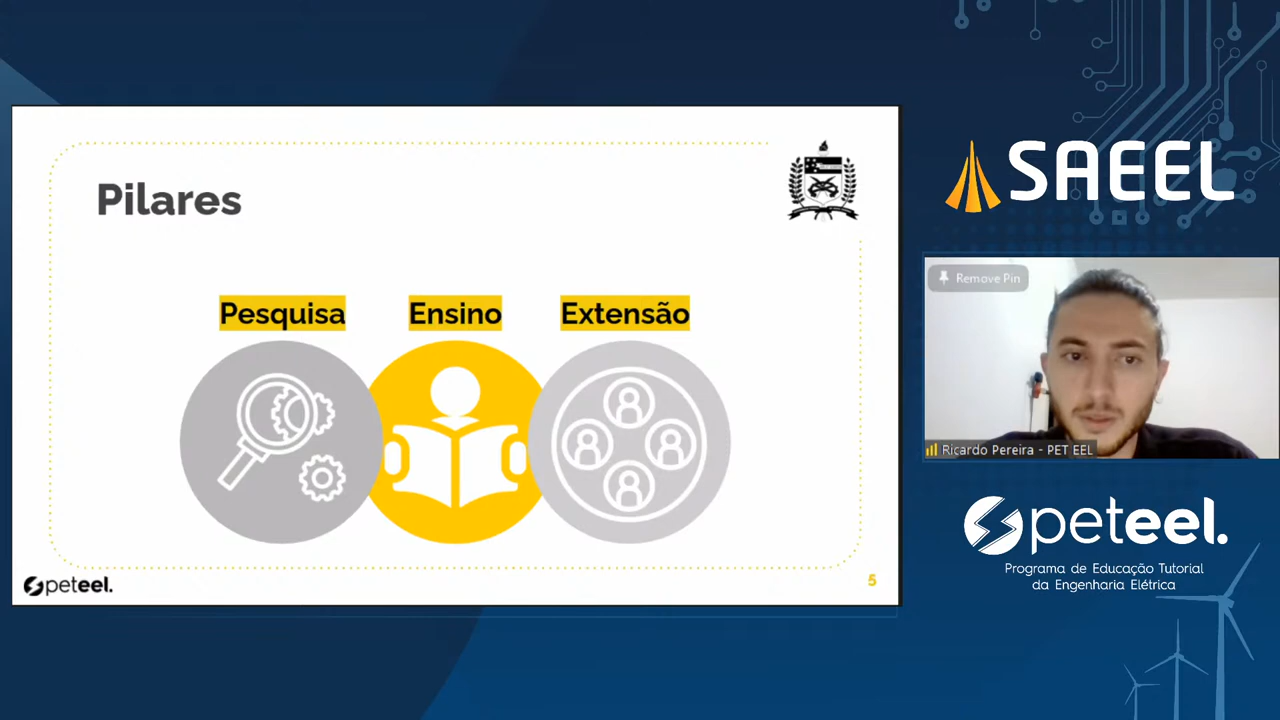 Pilares
Pesquisa
Ensino
Extensão
peteel.
5
SAEEL
Remove Pin
Ricardo Pereira - PET EEL
peteel.
Programa de Educação Tutorial
da Engenharia Elétrica